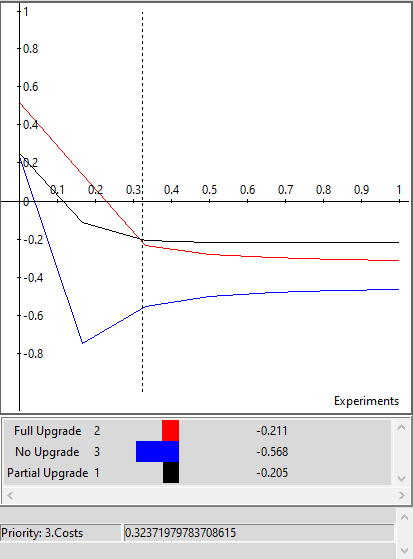 1
0.8
0.6
0.4
0.2
0 0.1 0.2 0.3 0.4 0.5 0.6 0.7 0.8 0.9 1
-0.2
-0.4
-0.6
-0.8
Experiments
Full Upgrade 2 -0.211
No Upgrade 3 -0.568
Partial Upgrade 1 -0.205
Priority: 3.Costs 0.32371979783708615